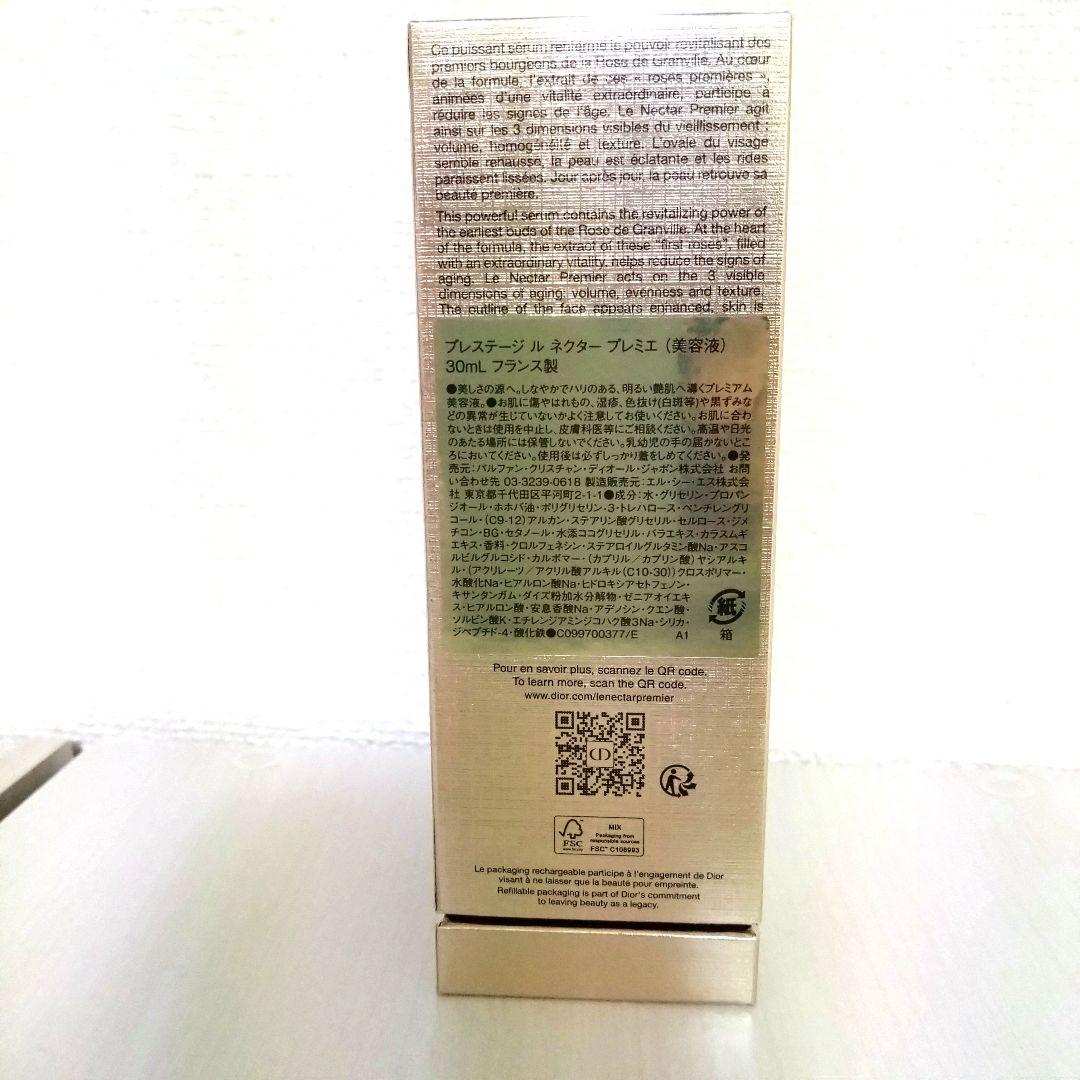 Ce puissant sérum renferme le pouvoir revitalisant des
premiers bourgeons de la Rose de Granville. Au cœur
de la formule, l'extrait de ces « roses premières »,
animées d'une vitalité extraordinaire, participe à
réduire les signes de l'âge. Le Nectar Premier agit
ainsi sur les 3 dimensions visibles du vieillissement :
volume, homogénéité et texture. L'ovale du visage
semble rehaussé, la peau est éclatante et les rides
paraissent lissées. Jour après jour, la peau retrouve sa
beauté première.
This powerful serum contains the revitalizing power of
the earliest buds of the Rose de Granville. At the heart
of the formula, the extract of these "first roses", filled
with an extraordinary vitality, helps reduce the signs of
aging. Le Nectar Premier acts on the 3 visible
dimensions of aging: volume, evenness and texture.
The outline of the face appears enhanced, skin is
プレステージ ル ネクター プレミエ（美容液）
30mL フランス製
●美しさの源へ。しなやかでハリのある、明るい艶肌へ導くプレミアム
美容液。●お肌に傷やはれもの、湿疹、色抜け(白斑等)や黒ずみな
どの異常が生じていないかよく注意してお使いください。お肌に合わ
ないときは使用を中止し、皮膚科医等にご相談ください。高温や日光
のあたる場所には保管しないでください。乳幼児の手の届かないとこ
ろにおいてください。使用後は必ずしっかり蓋をしめてください。●発
売元：パルファン・クリスチャン・ディオール・ジャポン株式会社 お問
い合わせ先 03-3239-0618 製造販売元：エル・シー・エス株式会
社 東京都千代田区平河町2-1-1●成分：水・グリセリン・プロパン
ジオール・ホホバ油・ポリグリセリン-3・トレハロース・ペンチレングリ
コール・(C9-12)アルカン・ステアリン酸グリセリル・セルロース・ジメ
チコン・BG・セタノール・水添ココグリセリル・バラエキス・カラスムギ
エキス・香料・クロルフェネシン・ステアロイルグルタミン酸Na・アスコ
ルビルグルコシド・カルボマー・(カプリル／カプリン酸)ヤシアルキ
ル・(アクリレーツ／アクリル酸アルキル(C10-30))クロスポリマー・
水酸化Na・ヒアルロン酸Na・ヒドロキシアセトフェノン・
キサンタンガム・ダイズ粉加水分解物・ゼニアオイエキ
ス・ヒアルロン酸・安息香酸Na・アデノシン・クエン酸・
ソルビン酸K・エチレンジアミンジコハク酸3Na・シリカ・
ジペプチド-4・酸化鉄●C099700377/E A1
紙
箱
Pour en savoir plus, scannez le QR code.
To learn more, scan the QR code.
www.dior.com/lenectarpremier
CD
MIX
Packaging from
responsible sources
FSC™ C108993
FSC
www.fsc.org
Le packaging rechargeable participe à l'engagement de Dior
visant à ne laisser que la beauté pour empreinte.
Refillable packaging is part of Dior's commitment
to leaving beauty as a legacy.